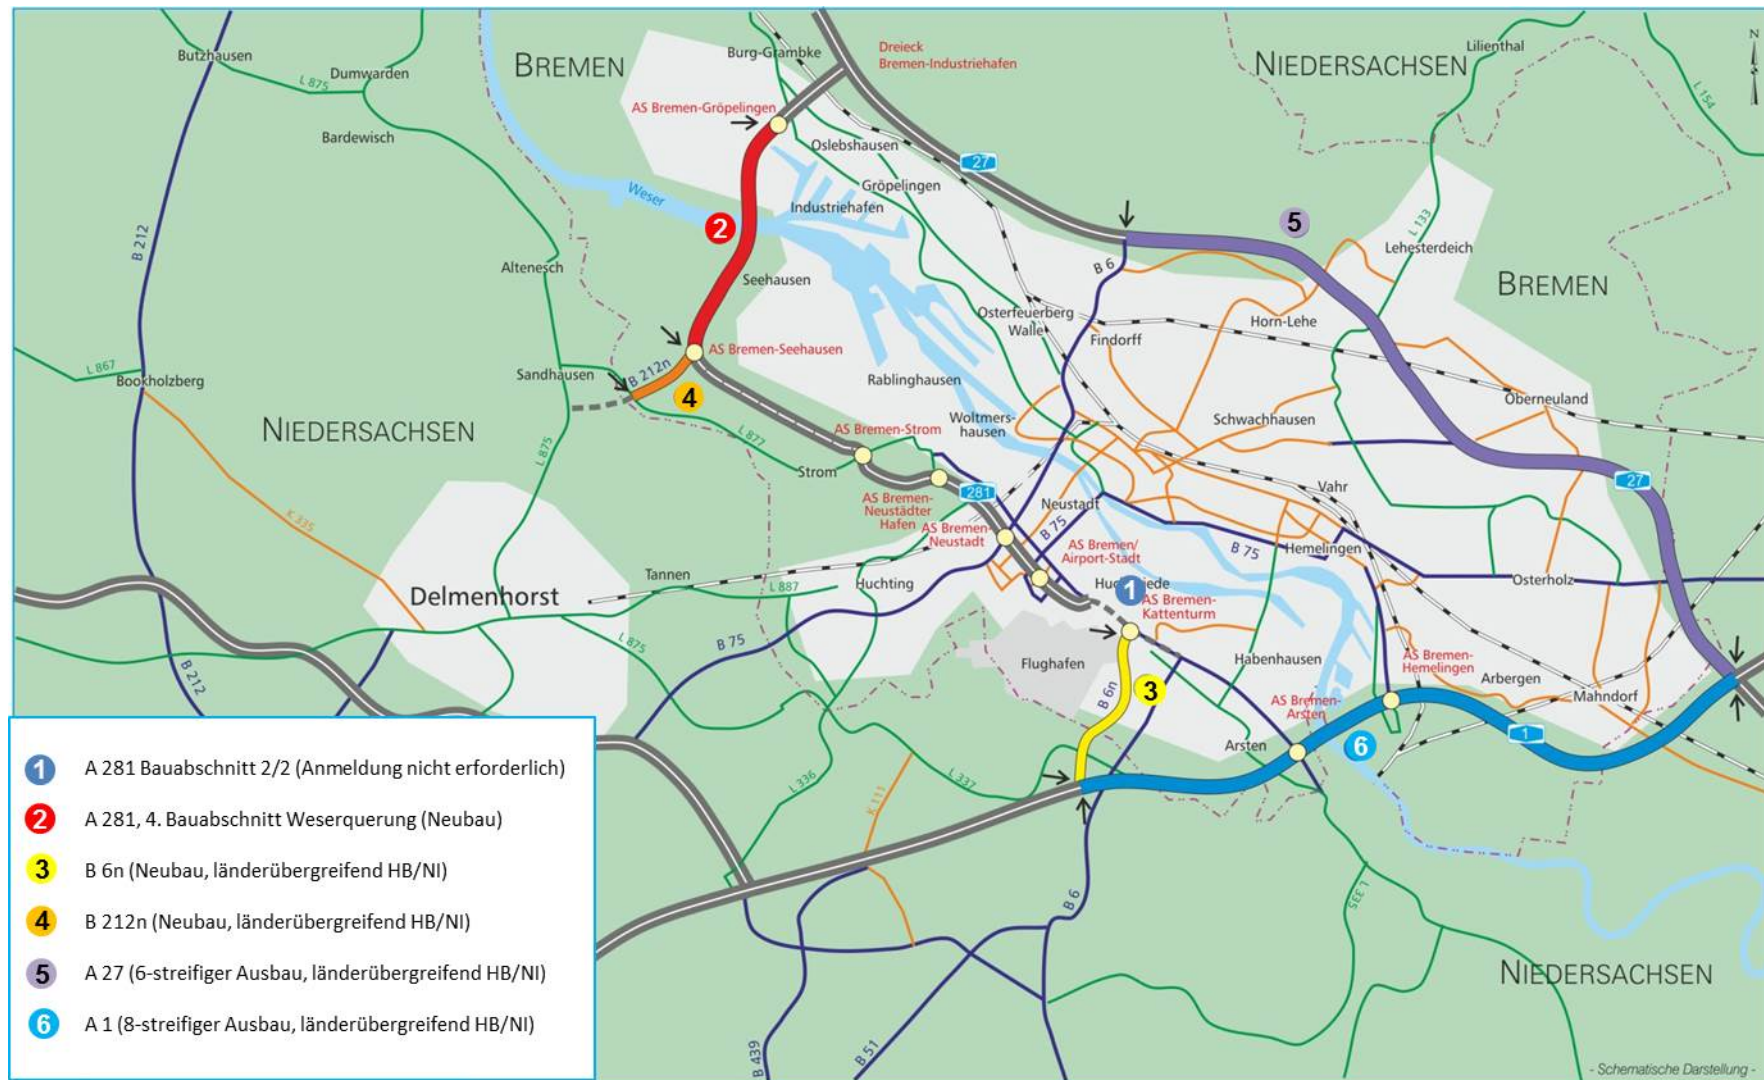 Butzhausen
Dumwarden
L 875
Bardewisch
BREMEN
Burg-Grambke
Dreieck
Bremen-Industriehafen
NIEDERSACHSEN
Lilienthal
N
L 154
AS Bremen-Gröpelingen
Oslebshausen
27
Gröpelingen
Industriehafen
Weser
2
5
L 133
Lehesterdeich
B 212
Altenesch
Seehausen
B 6
BREMEN
Osterfeuerberg
Walle
Findorff
Horn-Lehe
AS Bremen-Seehausen
L 867
Bookholzberg
Sandhausen
B 212n
4
Rablinghausen
Oberneuland
NIEDERSACHSEN
L 877
AS Bremen-Strom
Woltmers-
hausen
Schwachhausen
L 875
Strom
Vahr
27
AS Bremen-
Neustädter
Hafen
281
Neustadt
K 335
AS Bremen-
Neustadt
B 75
AS Bremen/
Airport-Stadt
B 75
Hemelingen
Delmenhorst
Tannen
L 887
Huchting
1
AS Bremen-
Kattenturm
Osterholz
L 875
B 75
Flughafen
Habenhausen
AS Bremen-
Hemelingen
Arbergen
B 212
B 6n
3
AS Bremen-
Arsten
Mahndorf
Arsten
6
1
L 336
K 111
L 337
B 6
L 335
NIEDERSACHSEN
B 439
B 51
1 A 281 Bauabschnitt 2/2 (Anmeldung nicht erforderlich)
2 A 281, 4. Bauabschnitt Weserquerung (Neubau)
3 B 6n (Neubau, länderübergreifend HB/NI)
4 B 212n (Neubau, länderübergreifend HB/NI)
5 A 27 (6-streifiger Ausbau, länderübergreifend HB/NI)
6 A 1 (8-streifiger Ausbau, länderübergreifend HB/NI)
- Schematische Darstellung -